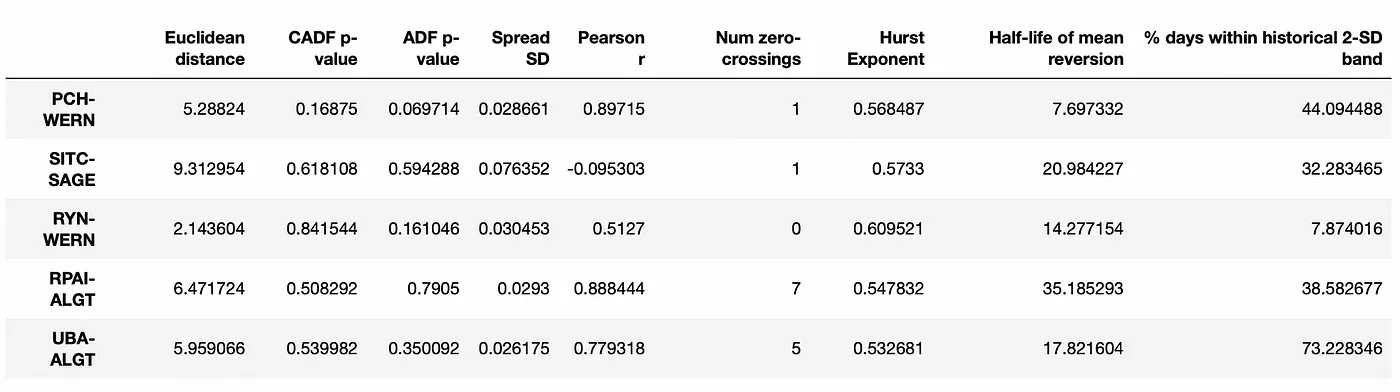 Euclidean distance CADF p-value ADF p-value Spread SD Pearson r Num zero-crossings Hurst Exponent Half-life of mean reversion % days within historical 2-SD band
PCH-WERN 5.28824 0.16875 0.069714 0.028661 0.89715 1 0.568487 7.697332 44.094488
SITC-SAGE 9.312954 0.618108 0.594288 0.076352 -0.095303 1 0.5733 20.984227 32.283465
RYN-WERN 2.143604 0.841544 0.161046 0.030453 0.5127 0 0.609521 14.277154 7.874016
RPAI-ALGT 6.471724 0.508292 0.7905 0.0293 0.888444 7 0.547832 35.185293 38.582677
UBA-ALGT 5.959066 0.539982 0.350092 0.026175 0.779318 5 0.532681 17.821604 73.228346